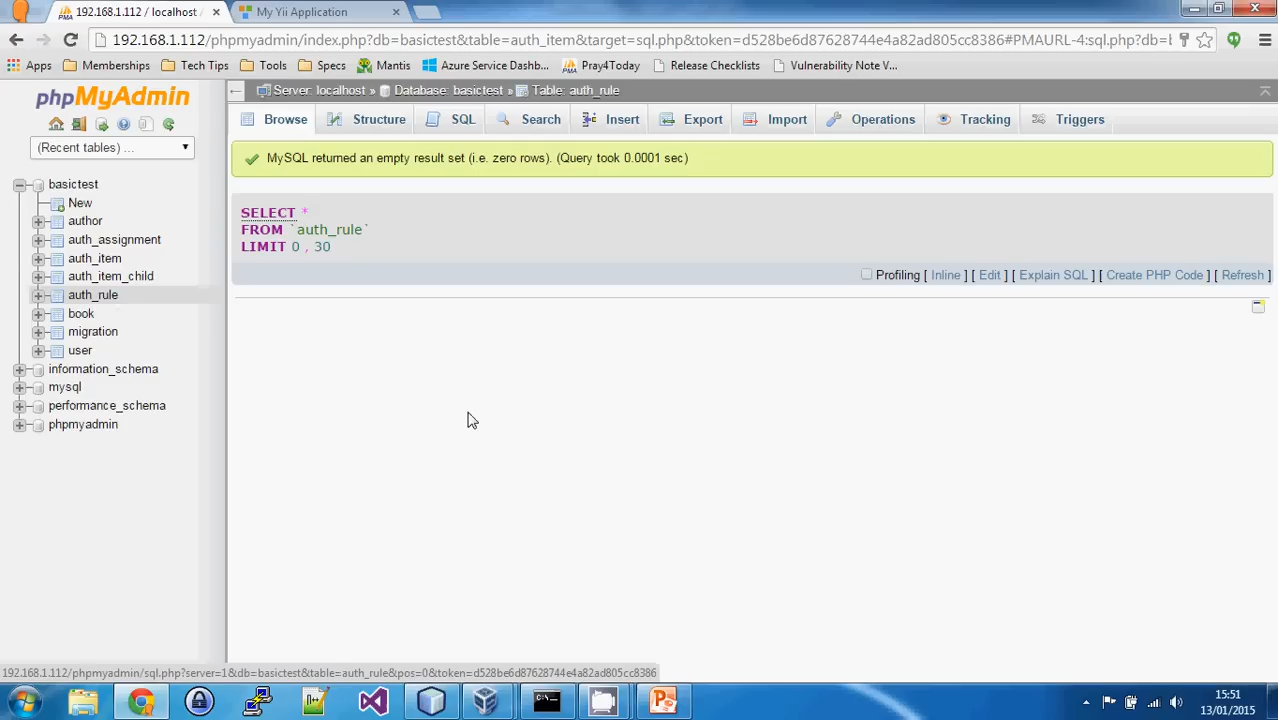 192.168.1.112 / localhost
My Yii Application
192.168.1.112/phpmyadmin/index.php?db=basictest&table=auth_item&target=sql.php&token=d528be6d87628744e4a82ad805cc8386#PMAURL-4:sql.php?db=b
Apps Memberships Tech Tips Tools Specs Mantis Azure Service Dashb... Pray4Today Release Checklists Vulnerability Note V...
phpMyAdmin
Server: localhost » Database: basictest » Table: auth_rule
Browse Structure SQL Search Insert Export Import Operations Tracking Triggers
(Recent tables) ...
MySQL returned an empty result set (i.e. zero rows). (Query took 0.0001 sec)
SELECT *
FROM `auth_rule`
LIMIT 0 , 30
Profiling [ Inline ] [ Edit ] [ Explain SQL ] [ Create PHP Code ] [ Refresh ]
basictest
New
author
auth_assignment
auth_item
auth_item_child
auth_rule
book
migration
user
information_schema
mysql
performance_schema
phpmyadmin
192.168.1.112/phpmyadmin/sql.php?server=1&db=basictest&table=auth_rule&pos=0&token=d528be6d87628744e4a82ad805cc8386
15:51
13/01/2015